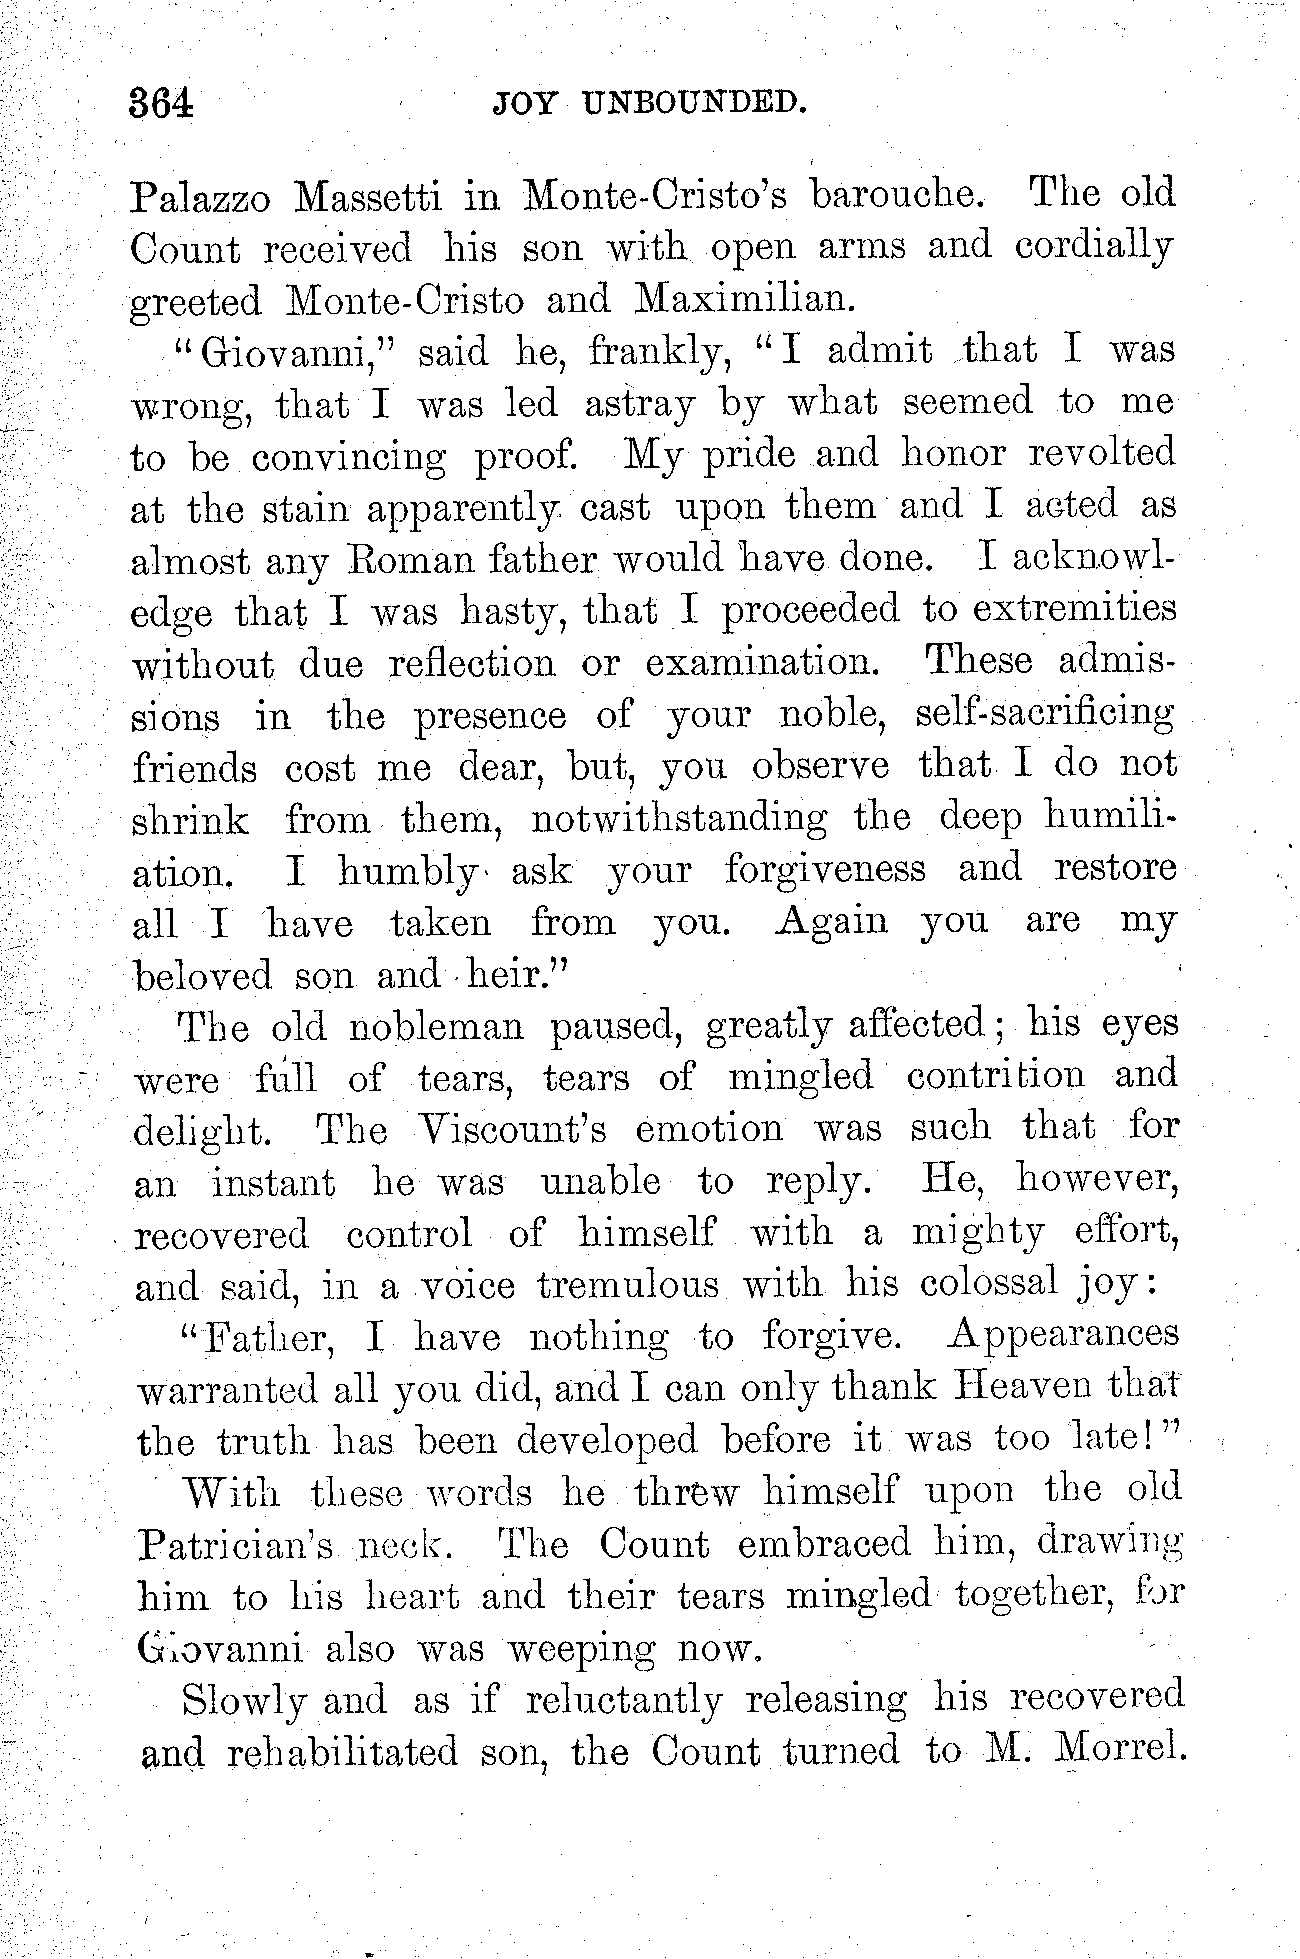 364 JOY UNBOUNDED.
Palazzo Massetti in Monte-Cristo's barouche. The old
Count received his son with open arms and cordially
greeted Monte-Cristo and Maximilian.
"Giovanni," said he, frankly, "I admit that I was
wrong, that I was led astray by what seemed to me
to be convincing proof. My pride and honor revolted
at the stain apparently cast upon them and I acted as
almost any Roman father would have done. I acknowl-
edge that I was hasty, that I proceeded to extremities
without due reflection or examination. These admis-
sions in the presence of your noble, self-sacrificing
friends cost me dear, but, you observe that I do not
shrink from them, notwithstanding the deep humili-
ation. I humbly ask your forgiveness and restore
all I have taken from you. Again you are my
beloved son and heir."
The old nobleman paused, greatly affected; his eyes
were full of tears, tears of mingled contrition and
delight. The Viscount's emotion was such that for
an instant he was unable to reply. He, however,
recovered control of himself with a mighty effort,
and said, in a voice tremulous with his colossal joy:
"Father, I have nothing to forgive. Appearances
warranted all you did, and I can only thank Heaven that
the truth has been developed before it was too late!"
With these words he threw himself upon the old
Patrician's neck. The Count embraced him, drawing
him to his heart and their tears mingled together, for
Giovanni also was weeping now.
Slowly and as if reluctantly releasing his recovered
and rehabilitated son, the Count turned to M. Morrel.